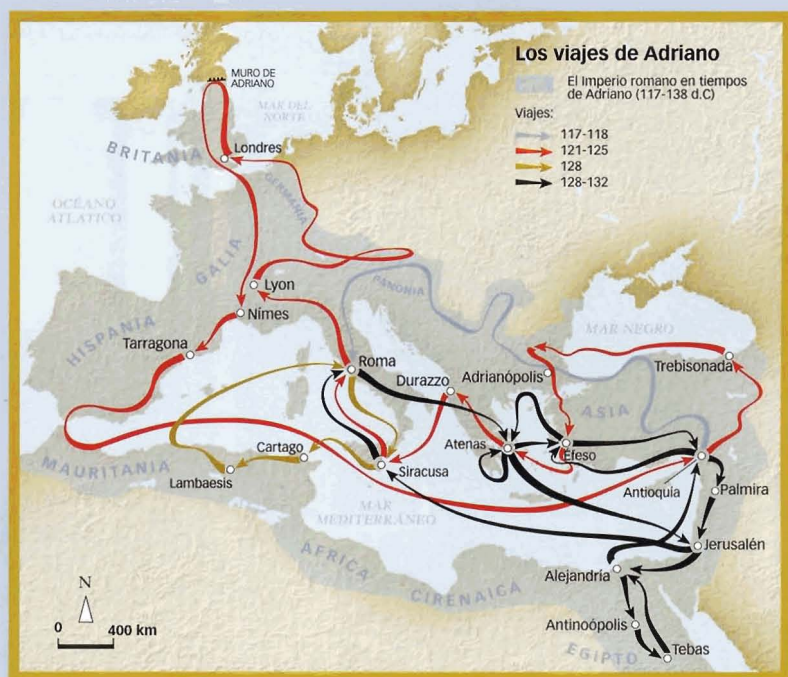 Los viajes de Adriano
El Imperio romano en tiempos
de Adriano (117-138 d.C)
Viajes:
117-118
121-125
128
128-132
MURO DE
ADRIANO
MAR DEL
NORTE
BRITANIA
Londres
GERMANIA
OCÉANO
ATLATICO
GALIA
Lyon
PANONIA
Nímes
HISPANIA
Tarragona
MAR NEGRO
Roma
Trebisonada
Durazzo
Adrianópolis
ASIA
Atenas
Efeso
Cartago
MAURITANIA
Lambaesis
Siracusa
Antioquia
Palmira
MAR
MEDITERRÁNEO
Jerusalén
AFRICA
CIRENAICA
Alejandría
N
0 400 km
Antinoópolis
Tebas
EGIPTO